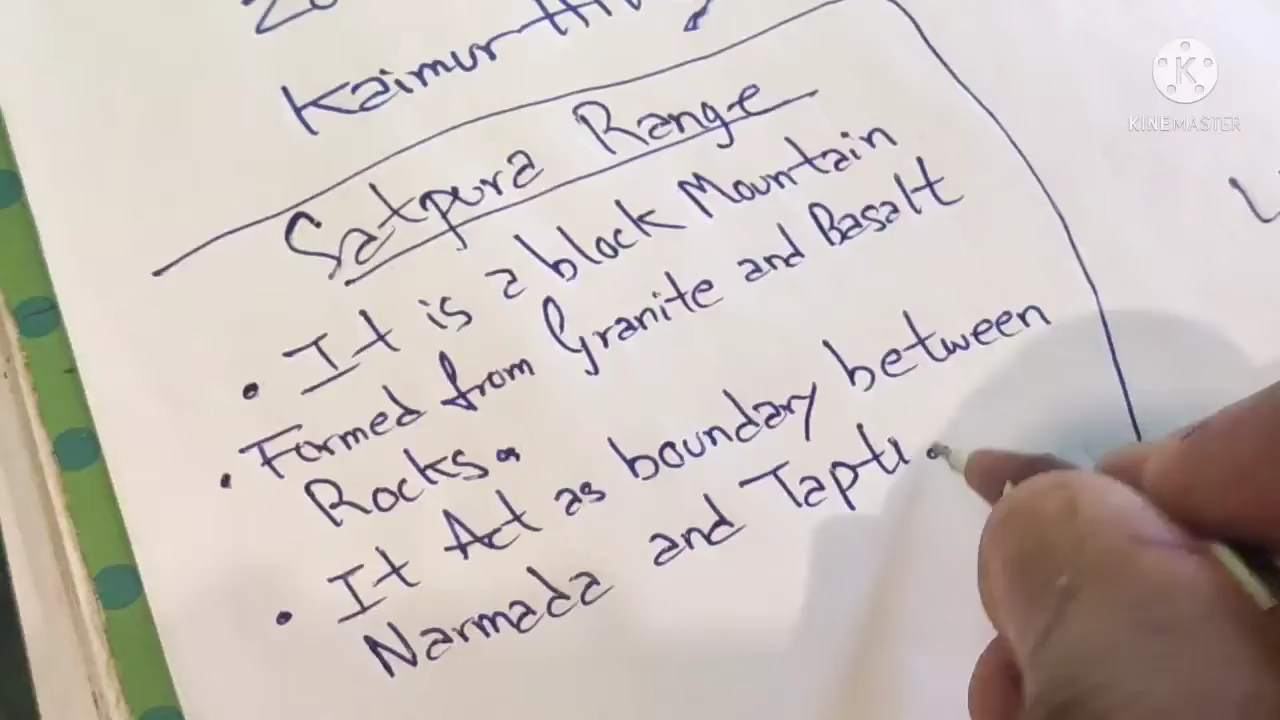 Kaimur
Satpura Range
• It is a block Mountain
• Formed from Granite and Basalt
Rocks.
• It Act as boundary between
Narmada and Tapti.
KINEMASTER